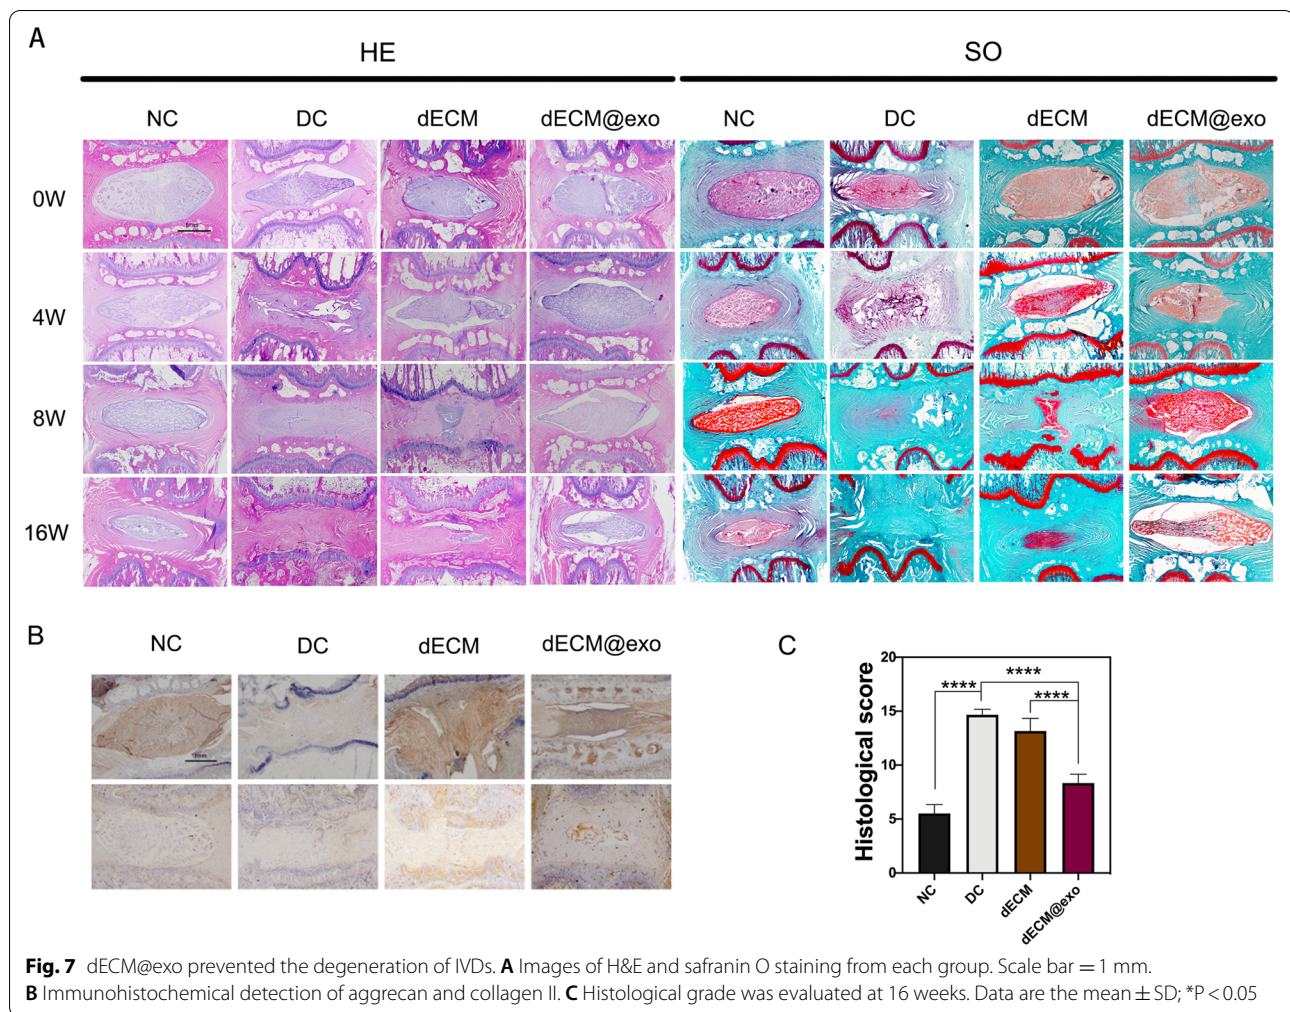 A
HE
SO
NC DC dECM dECM@exo NC DC dECM dECM@exo
0W
4W
8W
16W
B
NC DC dECM dECM@exo
C
Histological score
20
15
10
5
0
****
****
****
NC
DC
dECM
dECM@exo
Fig. 7 dECM@exo prevented the degeneration of IVDs. A Images of H&E and safranin O staining from each group. Scale bar = 1 mm.
B Immunohistochemical detection of aggrecan and collagen II. C Histological grade was evaluated at 16 weeks. Data are the mean ± SD; *P < 0.05